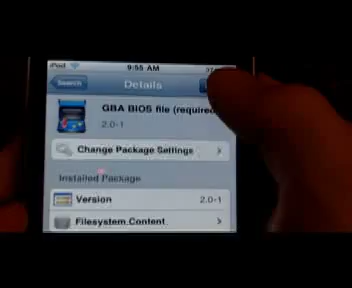 iPod 9:55 AM
Search Details
GBA BIOS file (require
2.0-1
Change Package Settings
Installed Package
Version 2.0-1
Filesystem Content